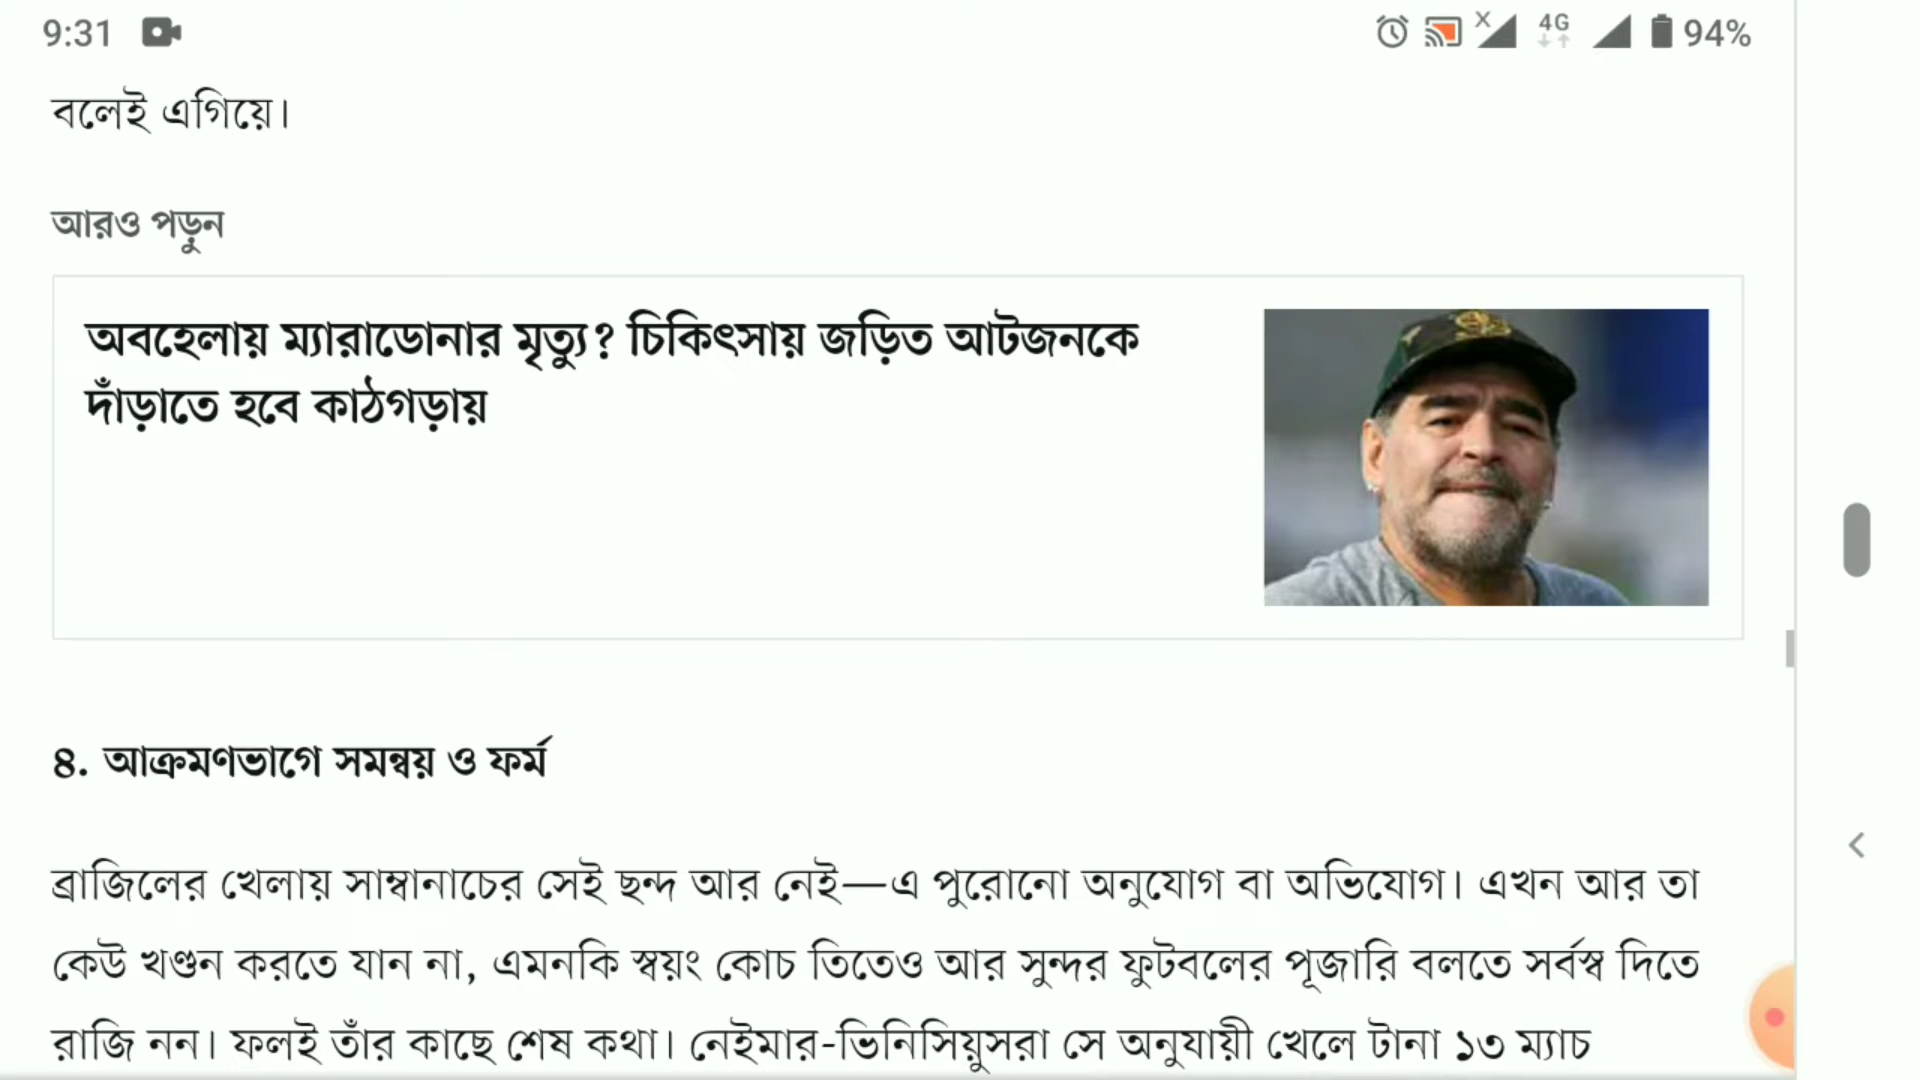 9:31 4G 94%
বলেই এগিয়ে।
আরও পড়ুন
অবহেলায় ম্যারাডোনার মৃত্যু? চিকিৎসায় জড়িত আটজনকে
দাঁড়াতে হবে কাঠগড়ায়
৪. আক্রমণভাগে সমন্বয় ও ফর্ম
ব্রাজিলের খেলায় সাম্বানাচের সেই ছন্দ আর নেই—এ পুরোনো অনুযোগ বা অভিযোগ। এখন আর তা
কেউ খণ্ডন করতে যান না, এমনকি স্বয়ং কোচ তিতেও আর সুন্দর ফুটবলের পূজারি বলতে সর্বস্ব দিতে
রাজি নন। ফলই তাঁর কাছে শেষ কথা। নেইমার-ভিনিসিয়ুসরা সে অনুযায়ী খেলে টানা ১৩ ম্যাচ